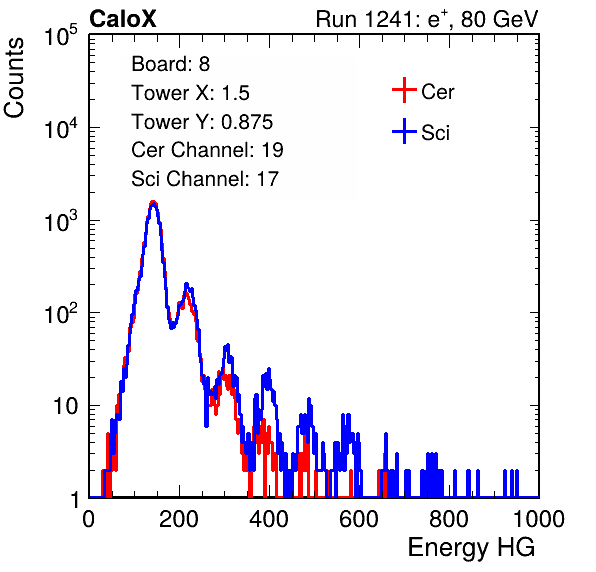 CaloX Run 1241: e⁺, 80 GeV
Counts
10⁵
10⁴
10³
10²
10
1
Board: 8
Tower X: 1.5
Tower Y: 0.875
Cer Channel: 19
Sci Channel: 17
Cer
Sci
0 200 400 600 800 1000
Energy HG